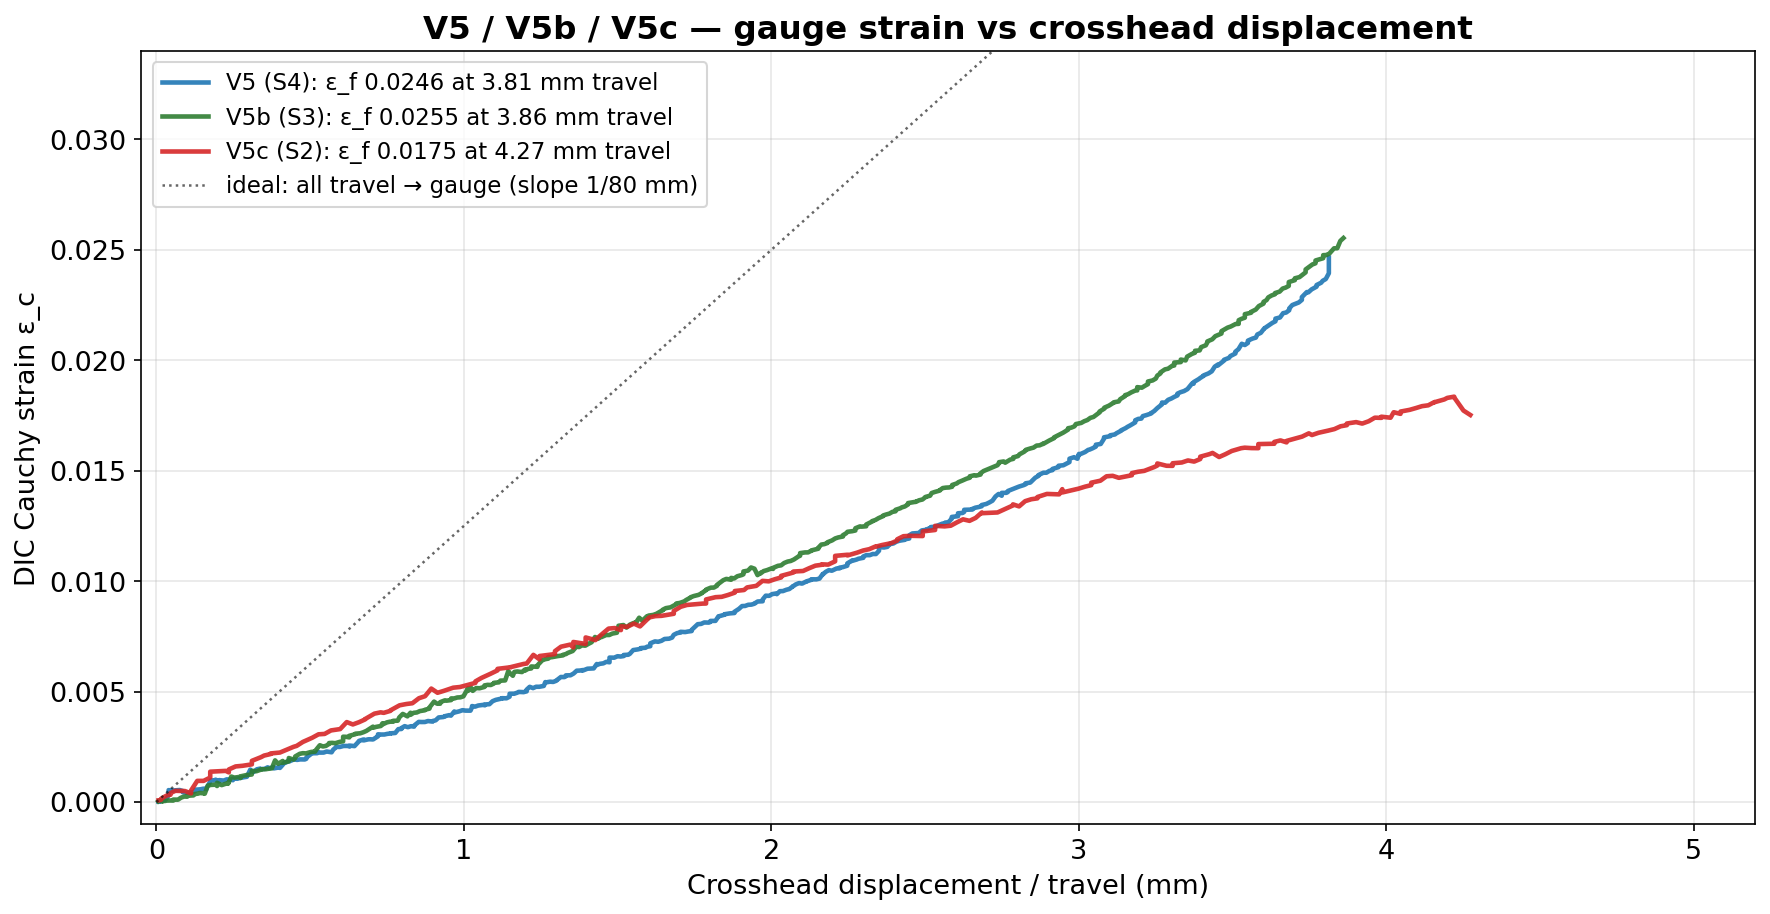 V5 / V5b / V5c — gauge strain vs crosshead displacement
V5 (S4): ε_f 0.0246 at 3.81 mm travel
V5b (S3): ε_f 0.0255 at 3.86 mm travel
V5c (S2): ε_f 0.0175 at 4.27 mm travel
ideal: all travel → gauge (slope 1/80 mm)
DIC Cauchy strain ε_c
0.030
0.025
0.020
0.015
0.010
0.005
0.000
0 1 2 3 4 5
Crosshead displacement / travel (mm)